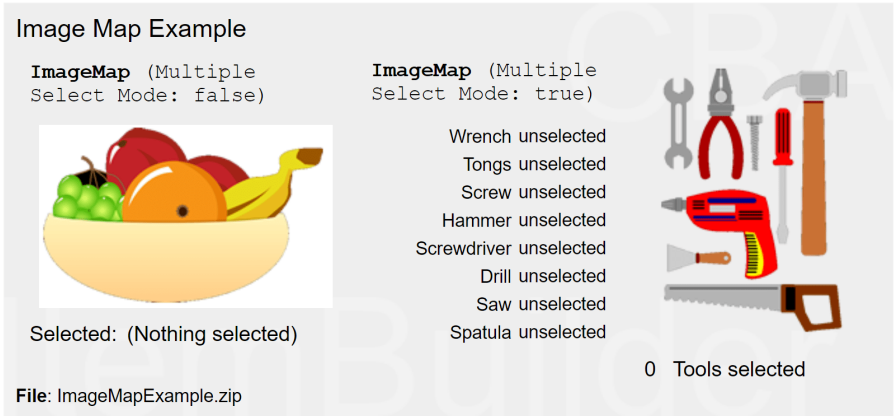 Image Map Example
ImageMap (Multiple
Select Mode: false)
Selected: (Nothing selected)
ImageMap (Multiple
Select Mode: true)
Wrench unselected
Tongs unselected
Screw unselected
Hammer unselected
Screwdriver unselected
Drill unselected
Saw unselected
Spatula unselected
0 Tools selected
File: ImageMapExample.zip
CBA
ItemBuilder